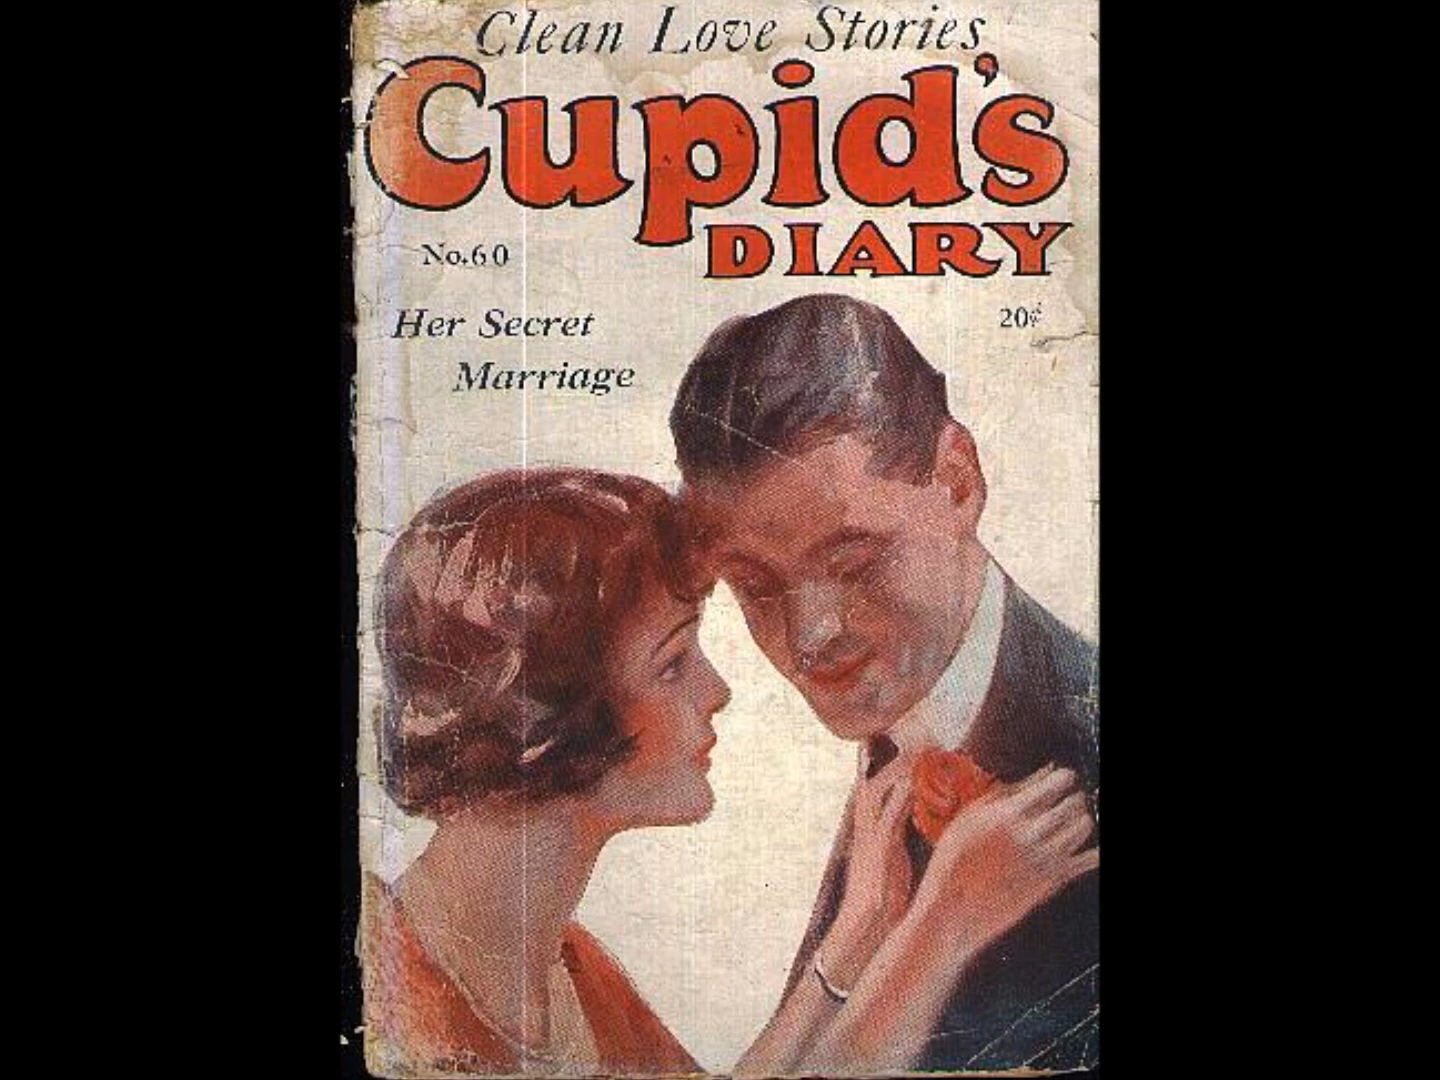 Clean Love Stories
Cupid's
DIARY
No.60
20¢
Her Secret
Marriage